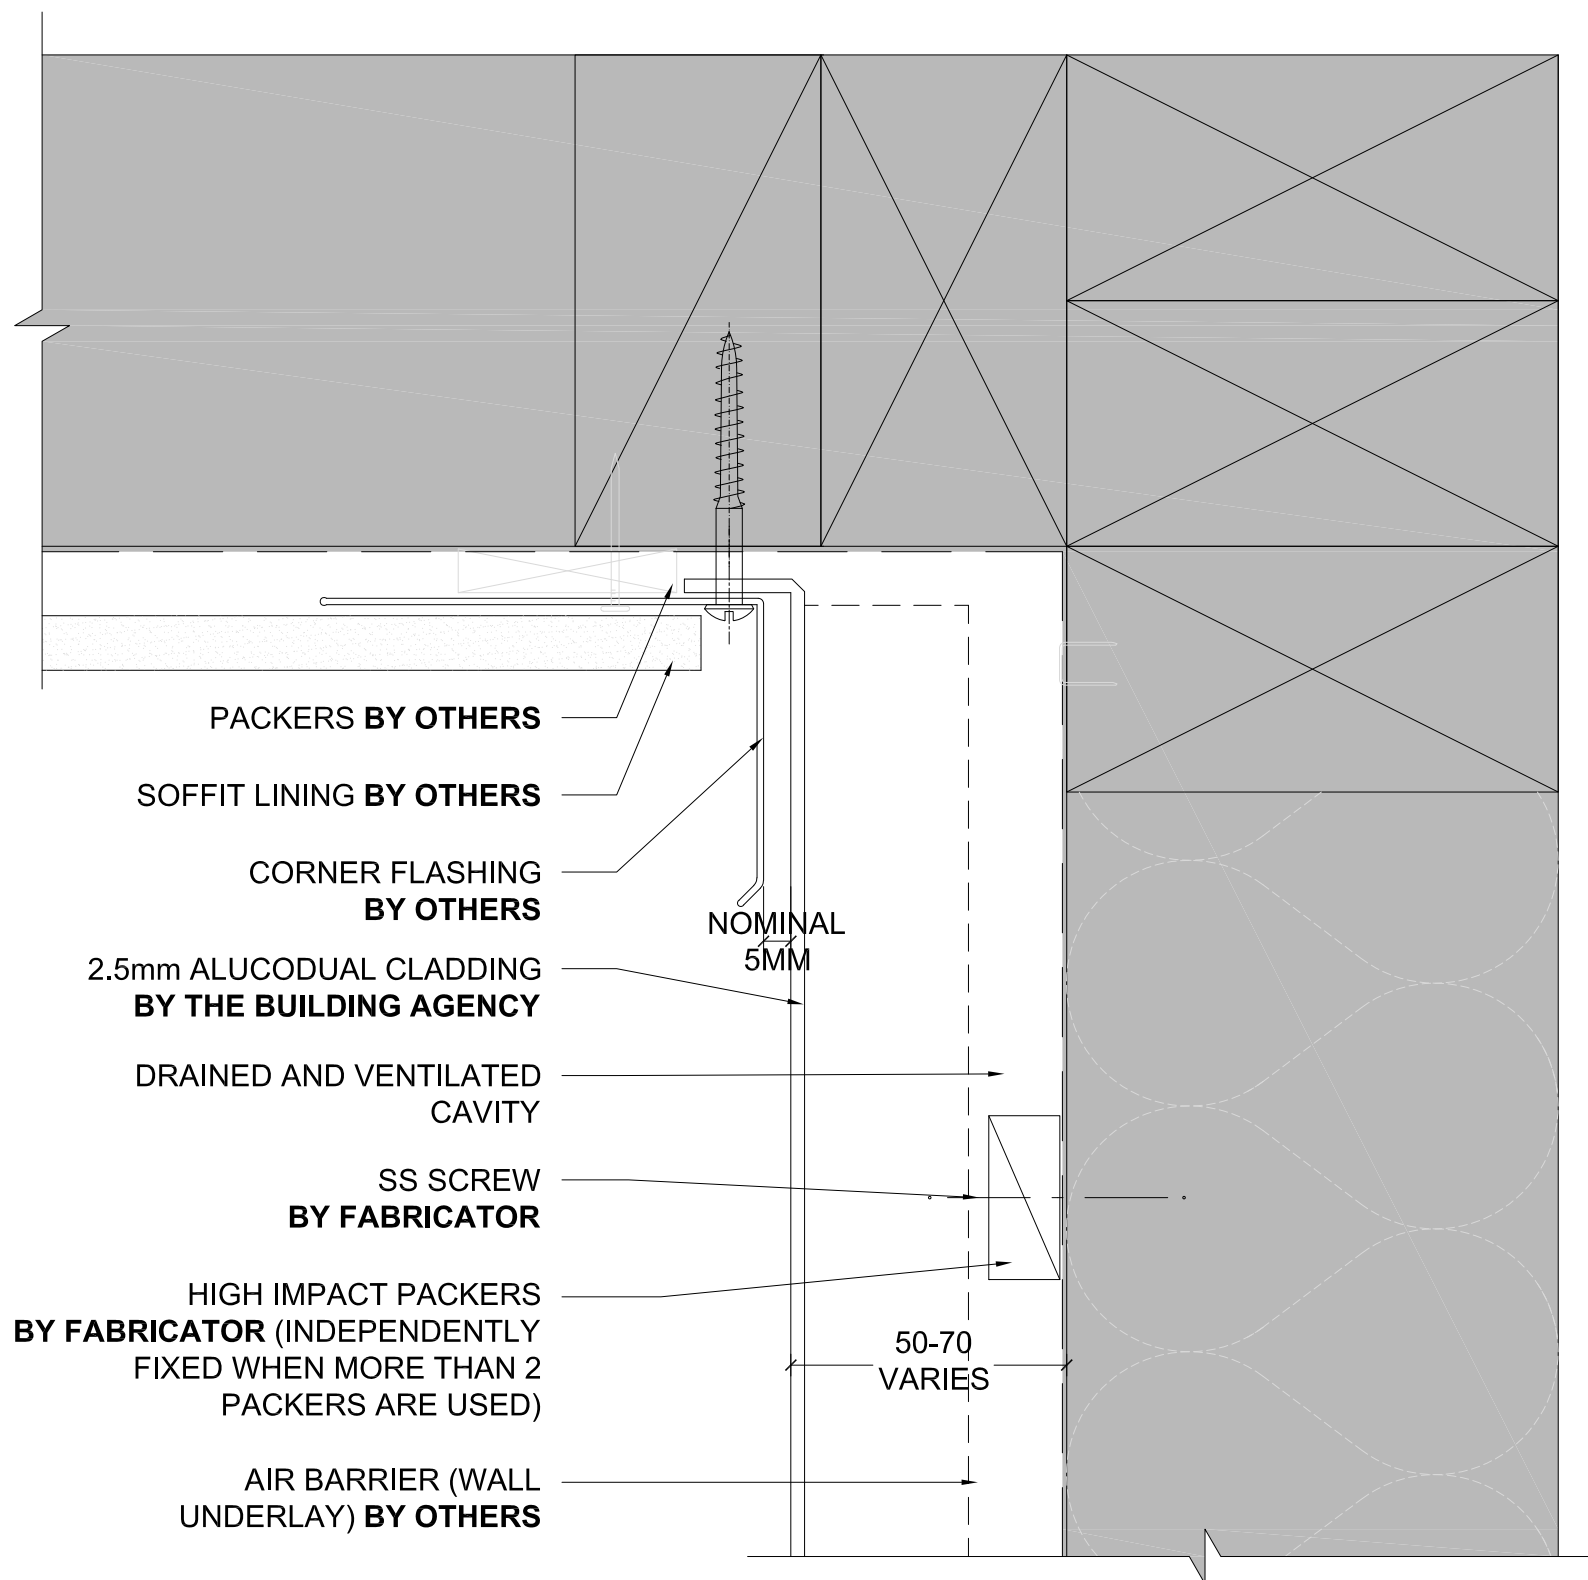 PACKERS BY OTHERS
SOFFIT LINING BY OTHERS
CORNER FLASHING
BY OTHERS
NOMINAL
5MM
2.5mm ALUCODUAL CLADDING
BY THE BUILDING AGENCY
DRAINED AND VENTILATED
CAVITY
SS SCREW
BY FABRICATOR
HIGH IMPACT PACKERS
BY FABRICATOR (INDEPENDENTLY
FIXED WHEN MORE THAN 2
PACKERS ARE USED)
50-70
VARIES
AIR BARRIER (WALL
UNDERLAY) BY OTHERS